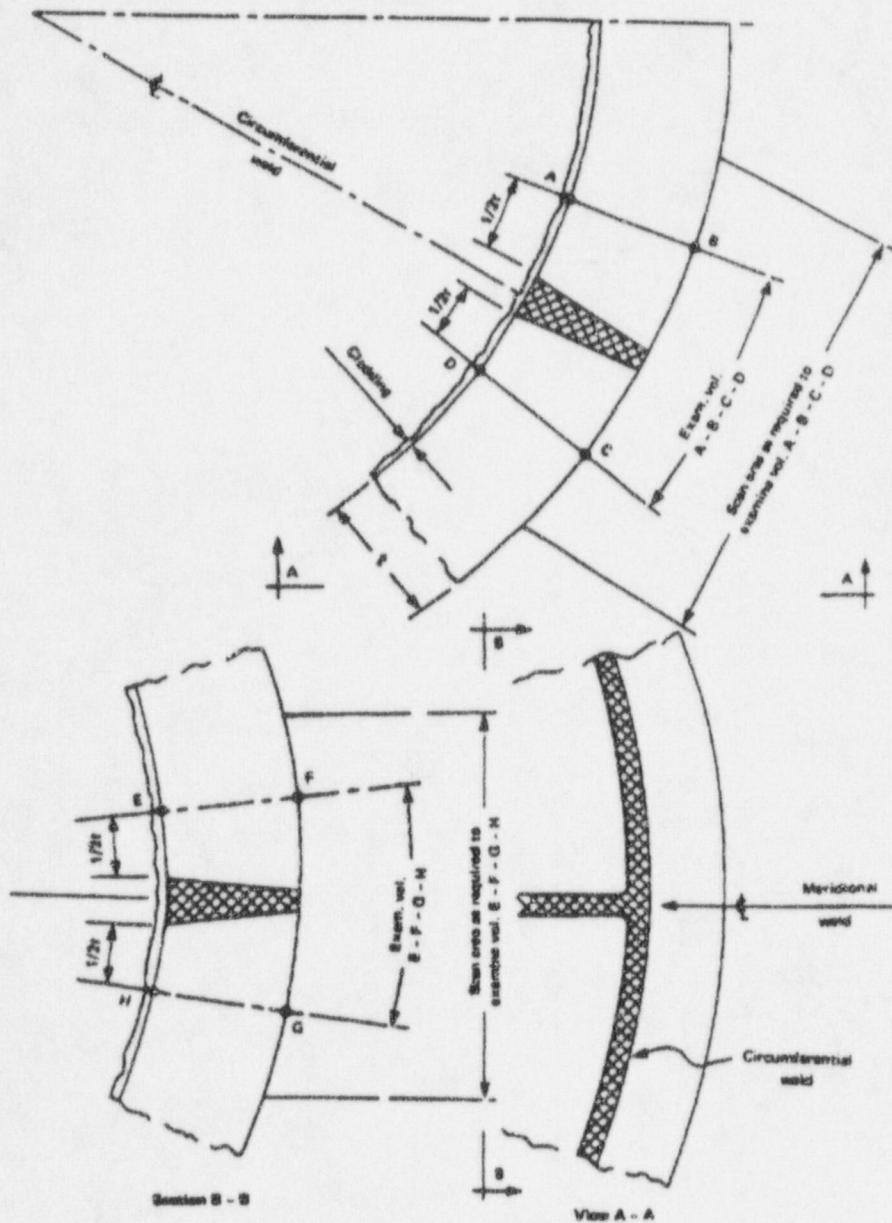 ℄
Circumferential
weld
A
1/2t
B
1/2t
D
Cladding
C
Exam. vol.
A - B - C - D
Scan area as required to
examine vol. A - B - C - D
t
A
A
B
E
F
1/2t
Exam. vol.
E - F - G - H
Scan area as required to
examine vol. E - F - G - H
1/2t
H
G
Meridional
weld
℄
Circumferential
weld
B
Section B - B
View A - A